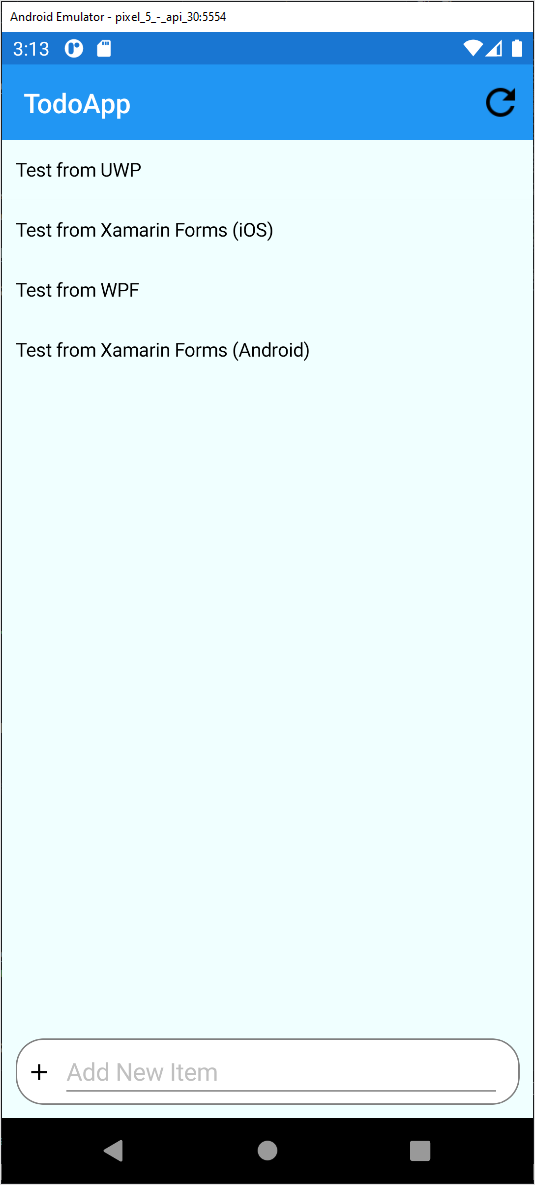 Android Emulator - pixel_5_-_api_30:5554
3:13
TodoApp
Test from UWP
Test from Xamarin Forms (iOS)
Test from WPF
Test from Xamarin Forms (Android)
+ Add New Item